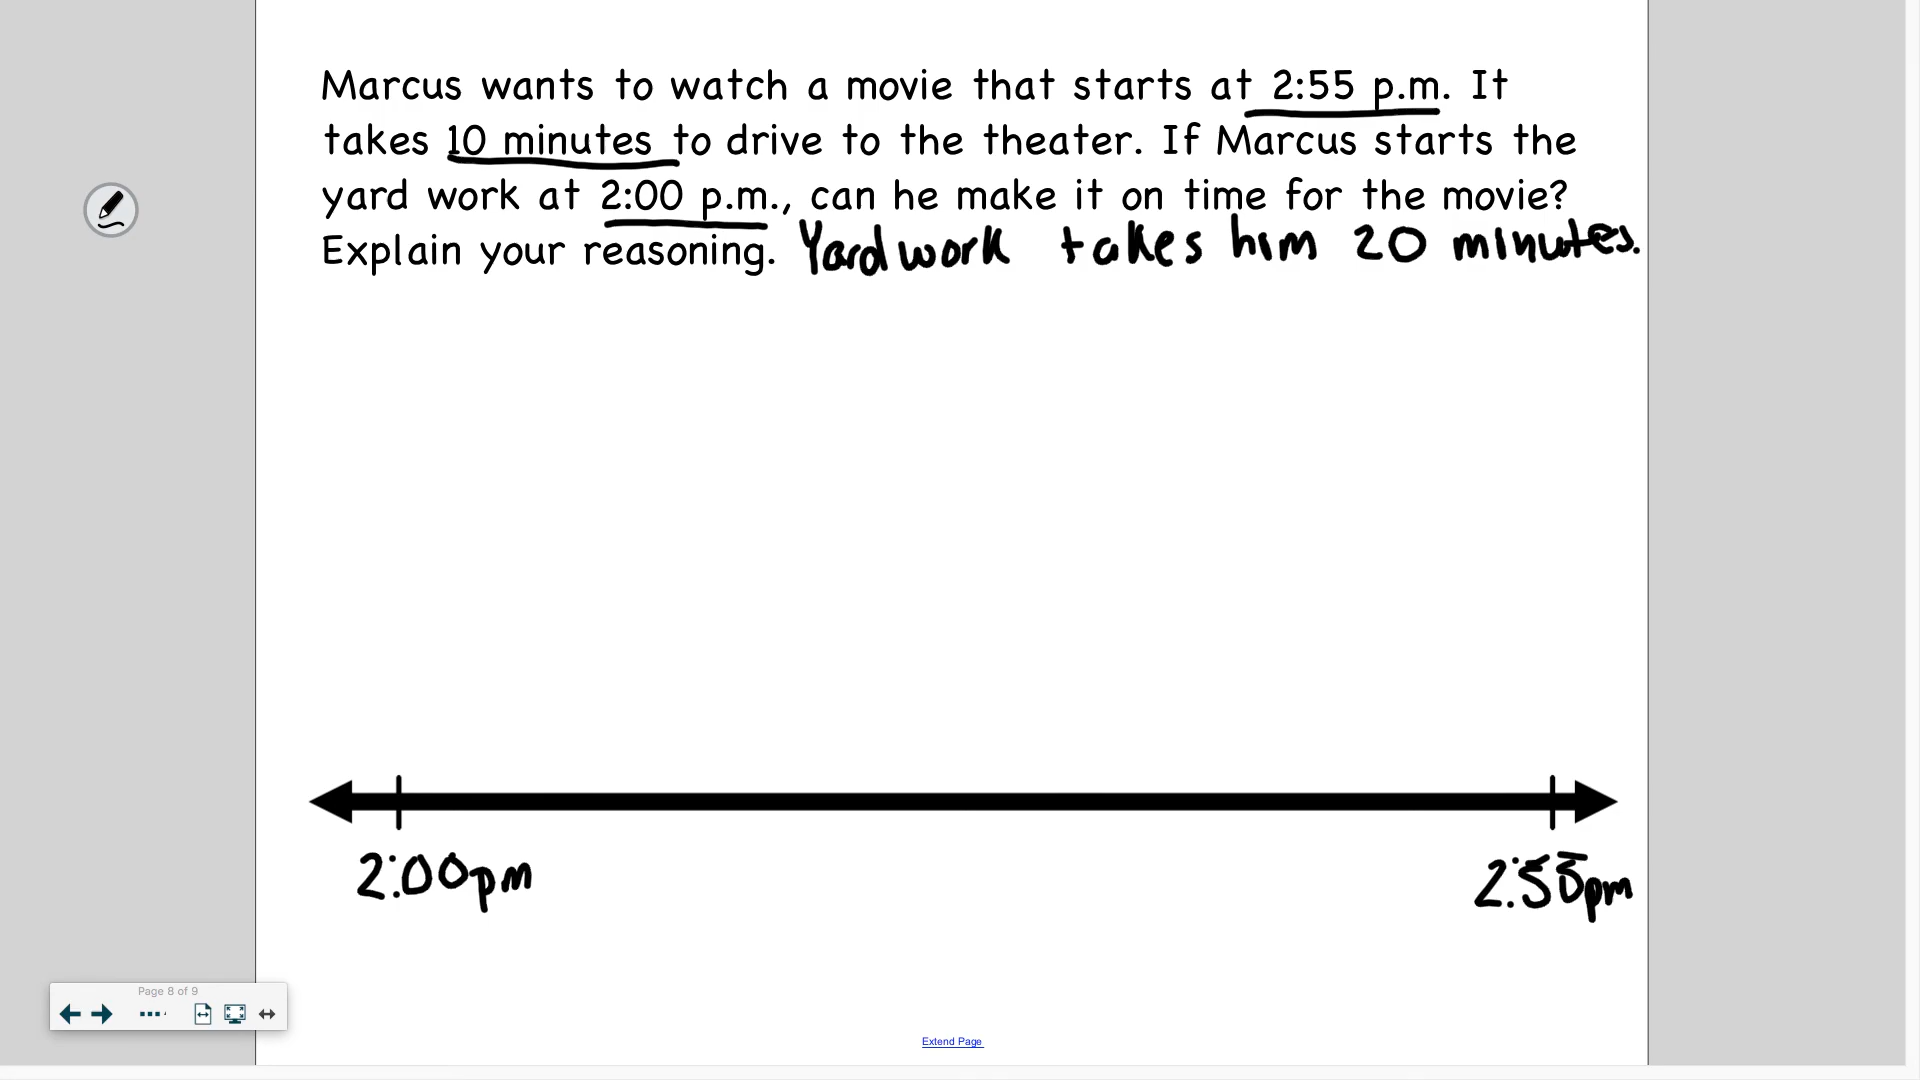 Marcus wants to watch a movie that starts at 2:55 p.m. It
takes 10 minutes to drive to the theater. If Marcus starts the
yard work at 2:00 p.m., can he make it on time for the movie?
Explain your reasoning. Yardwork takes him 20 minutes.
2:00pm 2:55pm
Page 8 of 9
Extend Page